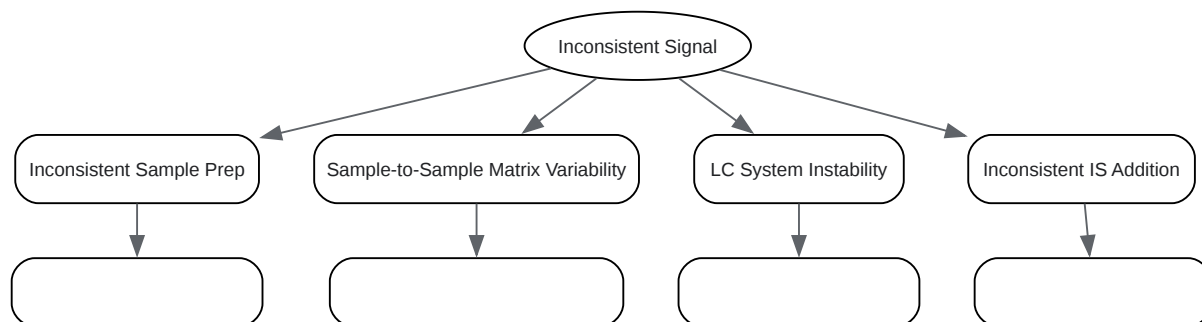 Inconsistent Signal
Inconsistent Sample Prep
Sample-to-Sample Matrix Variability
LC System Instability
Inconsistent IS Addition